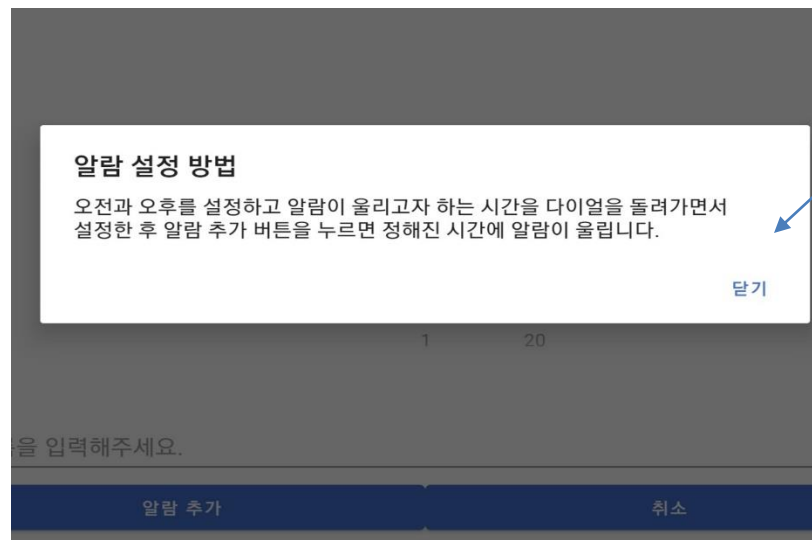 알람 설정 방법
오전과 오후를 설정하고 알람이 울리고자 하는 시간을 다이얼을 돌려가면서
설정한 후 알람 추가 버튼을 누르면 정해진 시간에 알람이 울립니다.
닫기
1 20
을 입력해주세요.
알람 추가 취소